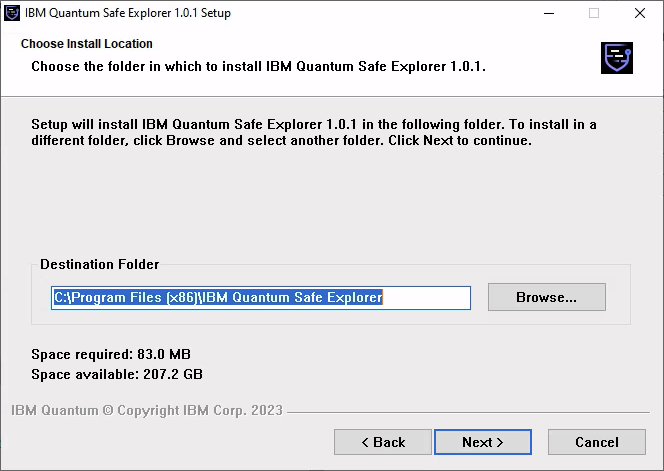 IBM Quantum Safe Explorer 1.0.1 Setup
Choose Install Location
Choose the folder in which to install IBM Quantum Safe Explorer 1.0.1.
Setup will install IBM Quantum Safe Explorer 1.0.1 in the following folder. To install in a
different folder, click Browse and select another folder. Click Next to continue.
Destination Folder
C:\Program Files (x86)\IBM Quantum Safe Explorer
Browse...
Space required: 83.0 MB
Space available: 207.2 GB
IBM Quantum © Copyright IBM Corp. 2023
< Back
Next >
Cancel